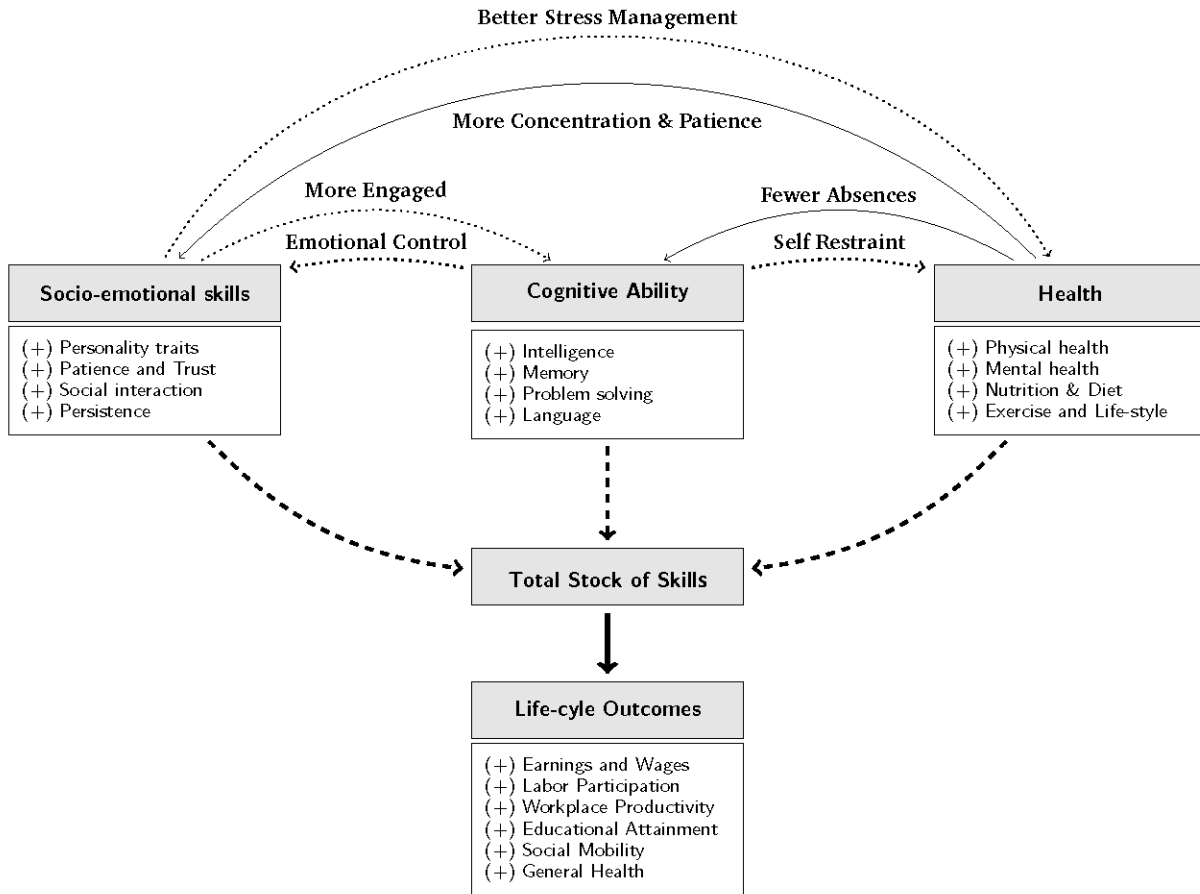 Better Stress Management
More Concentration & Patience
More Engaged
Fewer Absences
Emotional Control
Self Restraint
Socio-emotional skills
Cognitive Ability
Health
(+) Personality traits
(+) Patience and Trust
(+) Social interaction
(+) Persistence
(+) Intelligence
(+) Memory
(+) Problem solving
(+) Language
(+) Physical health
(+) Mental health
(+) Nutrition & Diet
(+) Exercise and Life-style
Total Stock of Skills
Life-cyle Outcomes
(+) Earnings and Wages
(+) Labor Participation
(+) Workplace Productivity
(+) Educational Attainment
(+) Social Mobility
(+) General Health